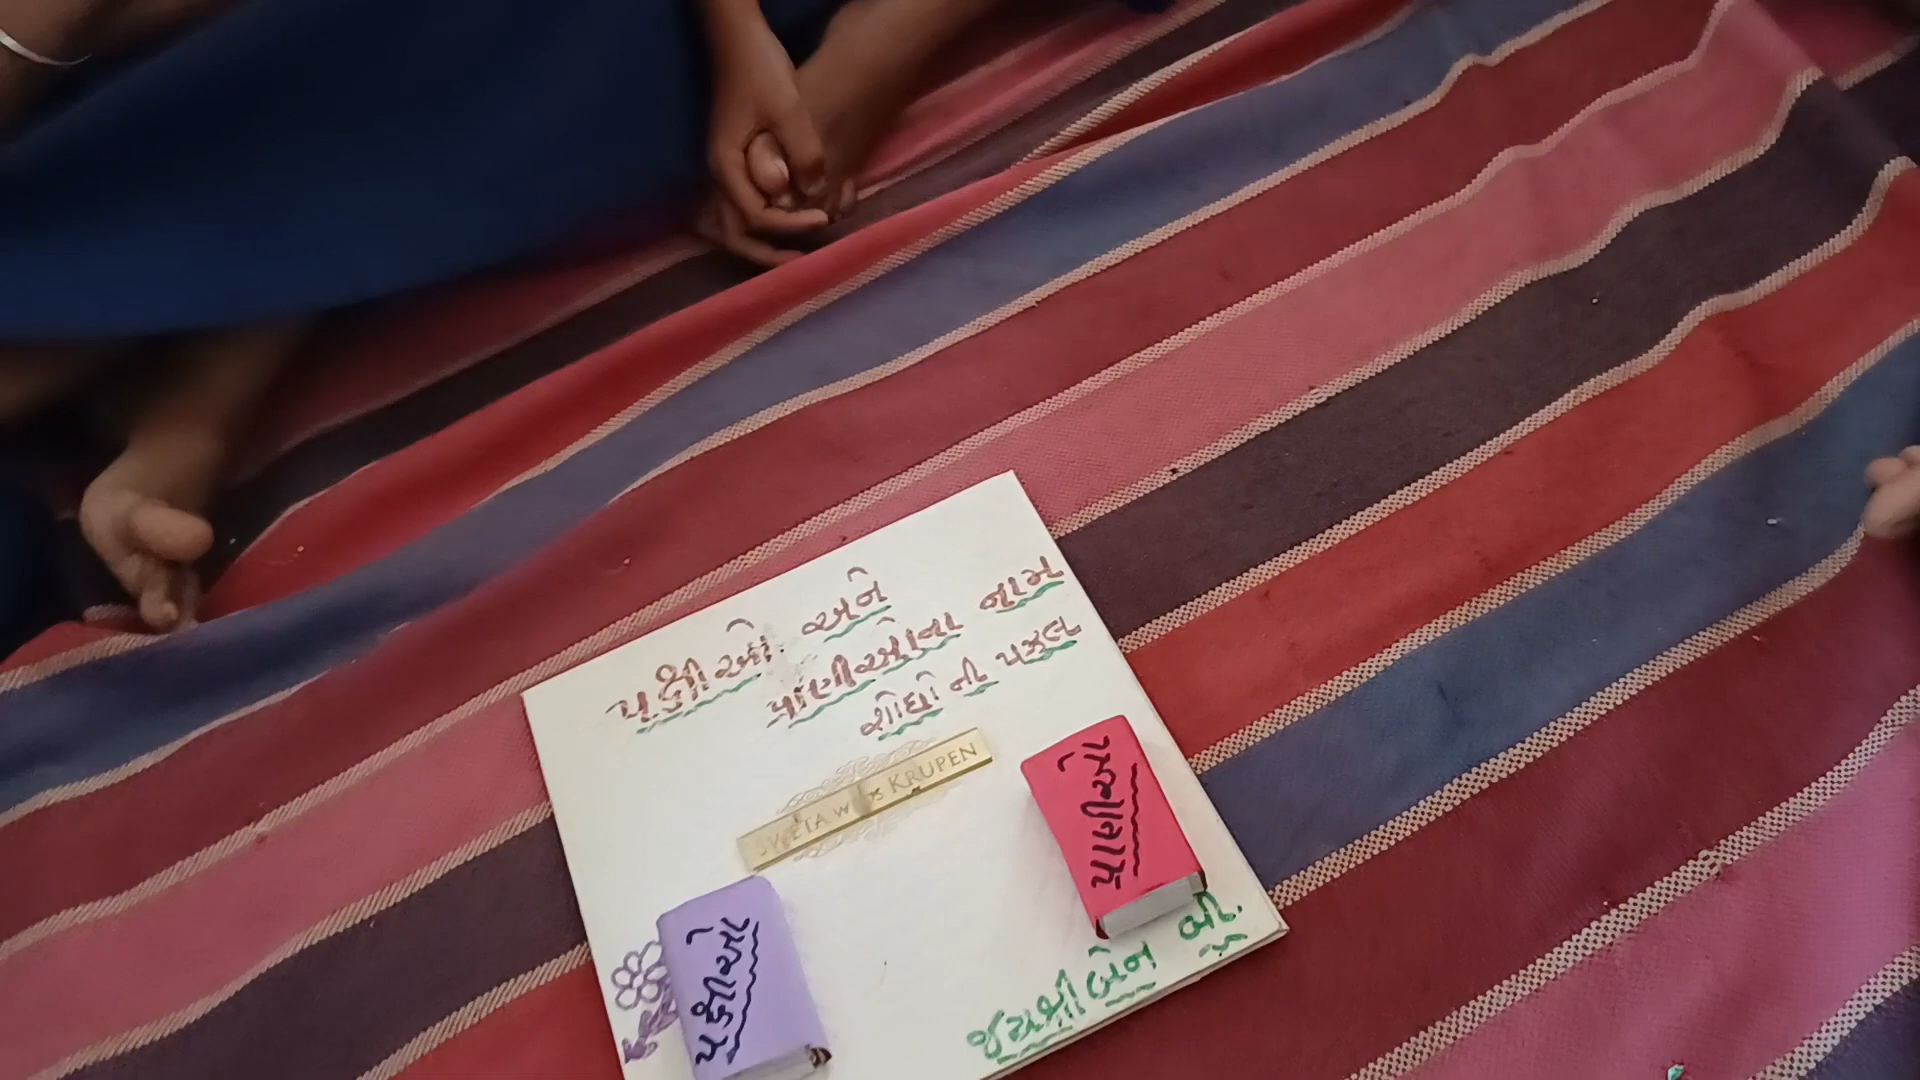 પક્ષીઓ અને
પ્રાણીઓના નામ
શોધો ની પઝલ
SWETA weds KRUPEN
પ્રાણીઓ
પક્ષીઓ
જયશ્રીબેન બી.